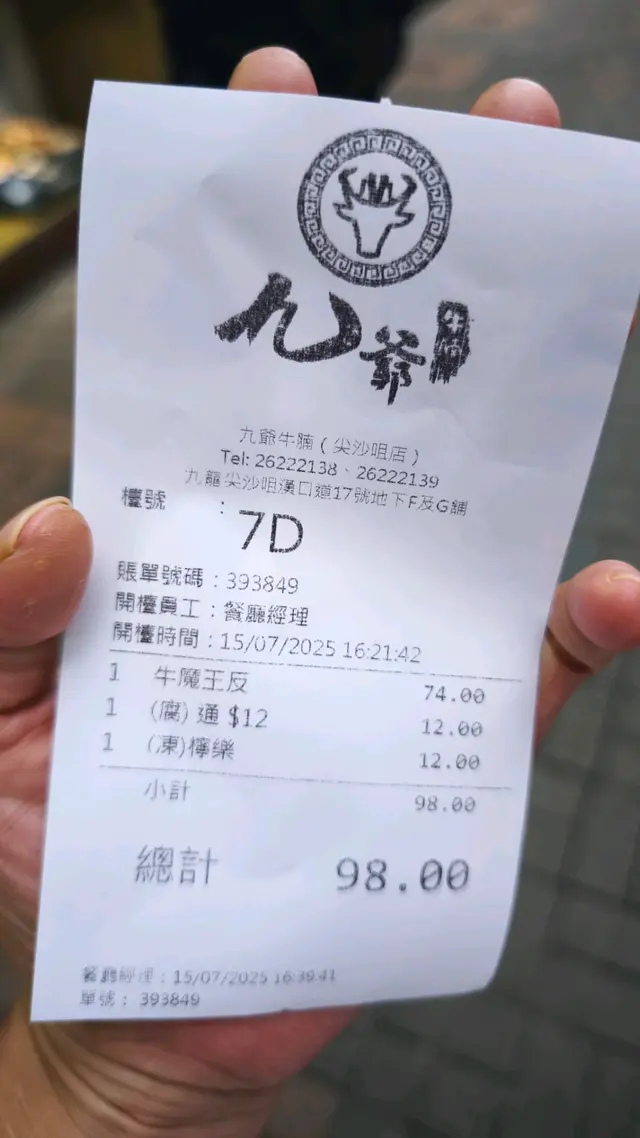 九爺
牛腩
九爺牛腩（尖沙咀店）
Tel: 26222138、26222139
九龍尖沙咀漢口道17號地下F及G舖
檯號 : 7D
賬單號碼 : 393849
開檯員工 : 餐廳經理
開檯時間 : 15/07/2025 16:21:42
1 牛魔王反 74.00
1 (腐) 通 $12 12.00
1 (凍)檸樂 12.00
小計 98.00
總計 98.00
餐廳經理 : 15/07/2025 16:39:41
單號 : 393849